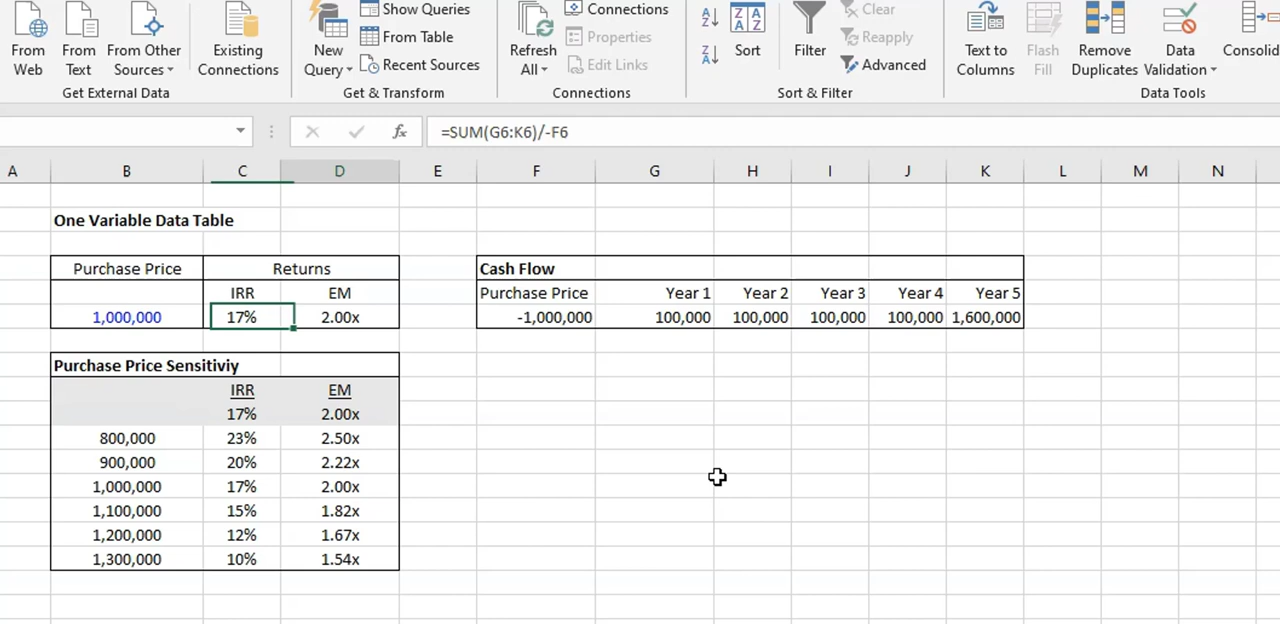 From Web
From Text
From Other Sources
Existing Connections
Get External Data
New Query
Show Queries
From Table
Recent Sources
Get & Transform
Refresh All
Connections
Properties
Edit Links
Connections
Sort
Filter
Clear
Reapply
Advanced
Sort & Filter
Text to Columns
Flash Fill
Remove Duplicates
Data Validation
Consolid
Data Tools
fx =SUM(G6:K6)/-F6
A B C D E F G H I J K L M N
One Variable Data Table
Purchase Price Returns
IRR EM
1,000,000 17% 2.00x
Cash Flow
Purchase Price Year 1 Year 2 Year 3 Year 4 Year 5
-1,000,000 100,000 100,000 100,000 100,000 1,600,000
Purchase Price Sensitiviy
IRR EM
17% 2.00x
800,000 23% 2.50x
900,000 20% 2.22x
1,000,000 17% 2.00x
1,100,000 15% 1.82x
1,200,000 12% 1.67x
1,300,000 10% 1.54x